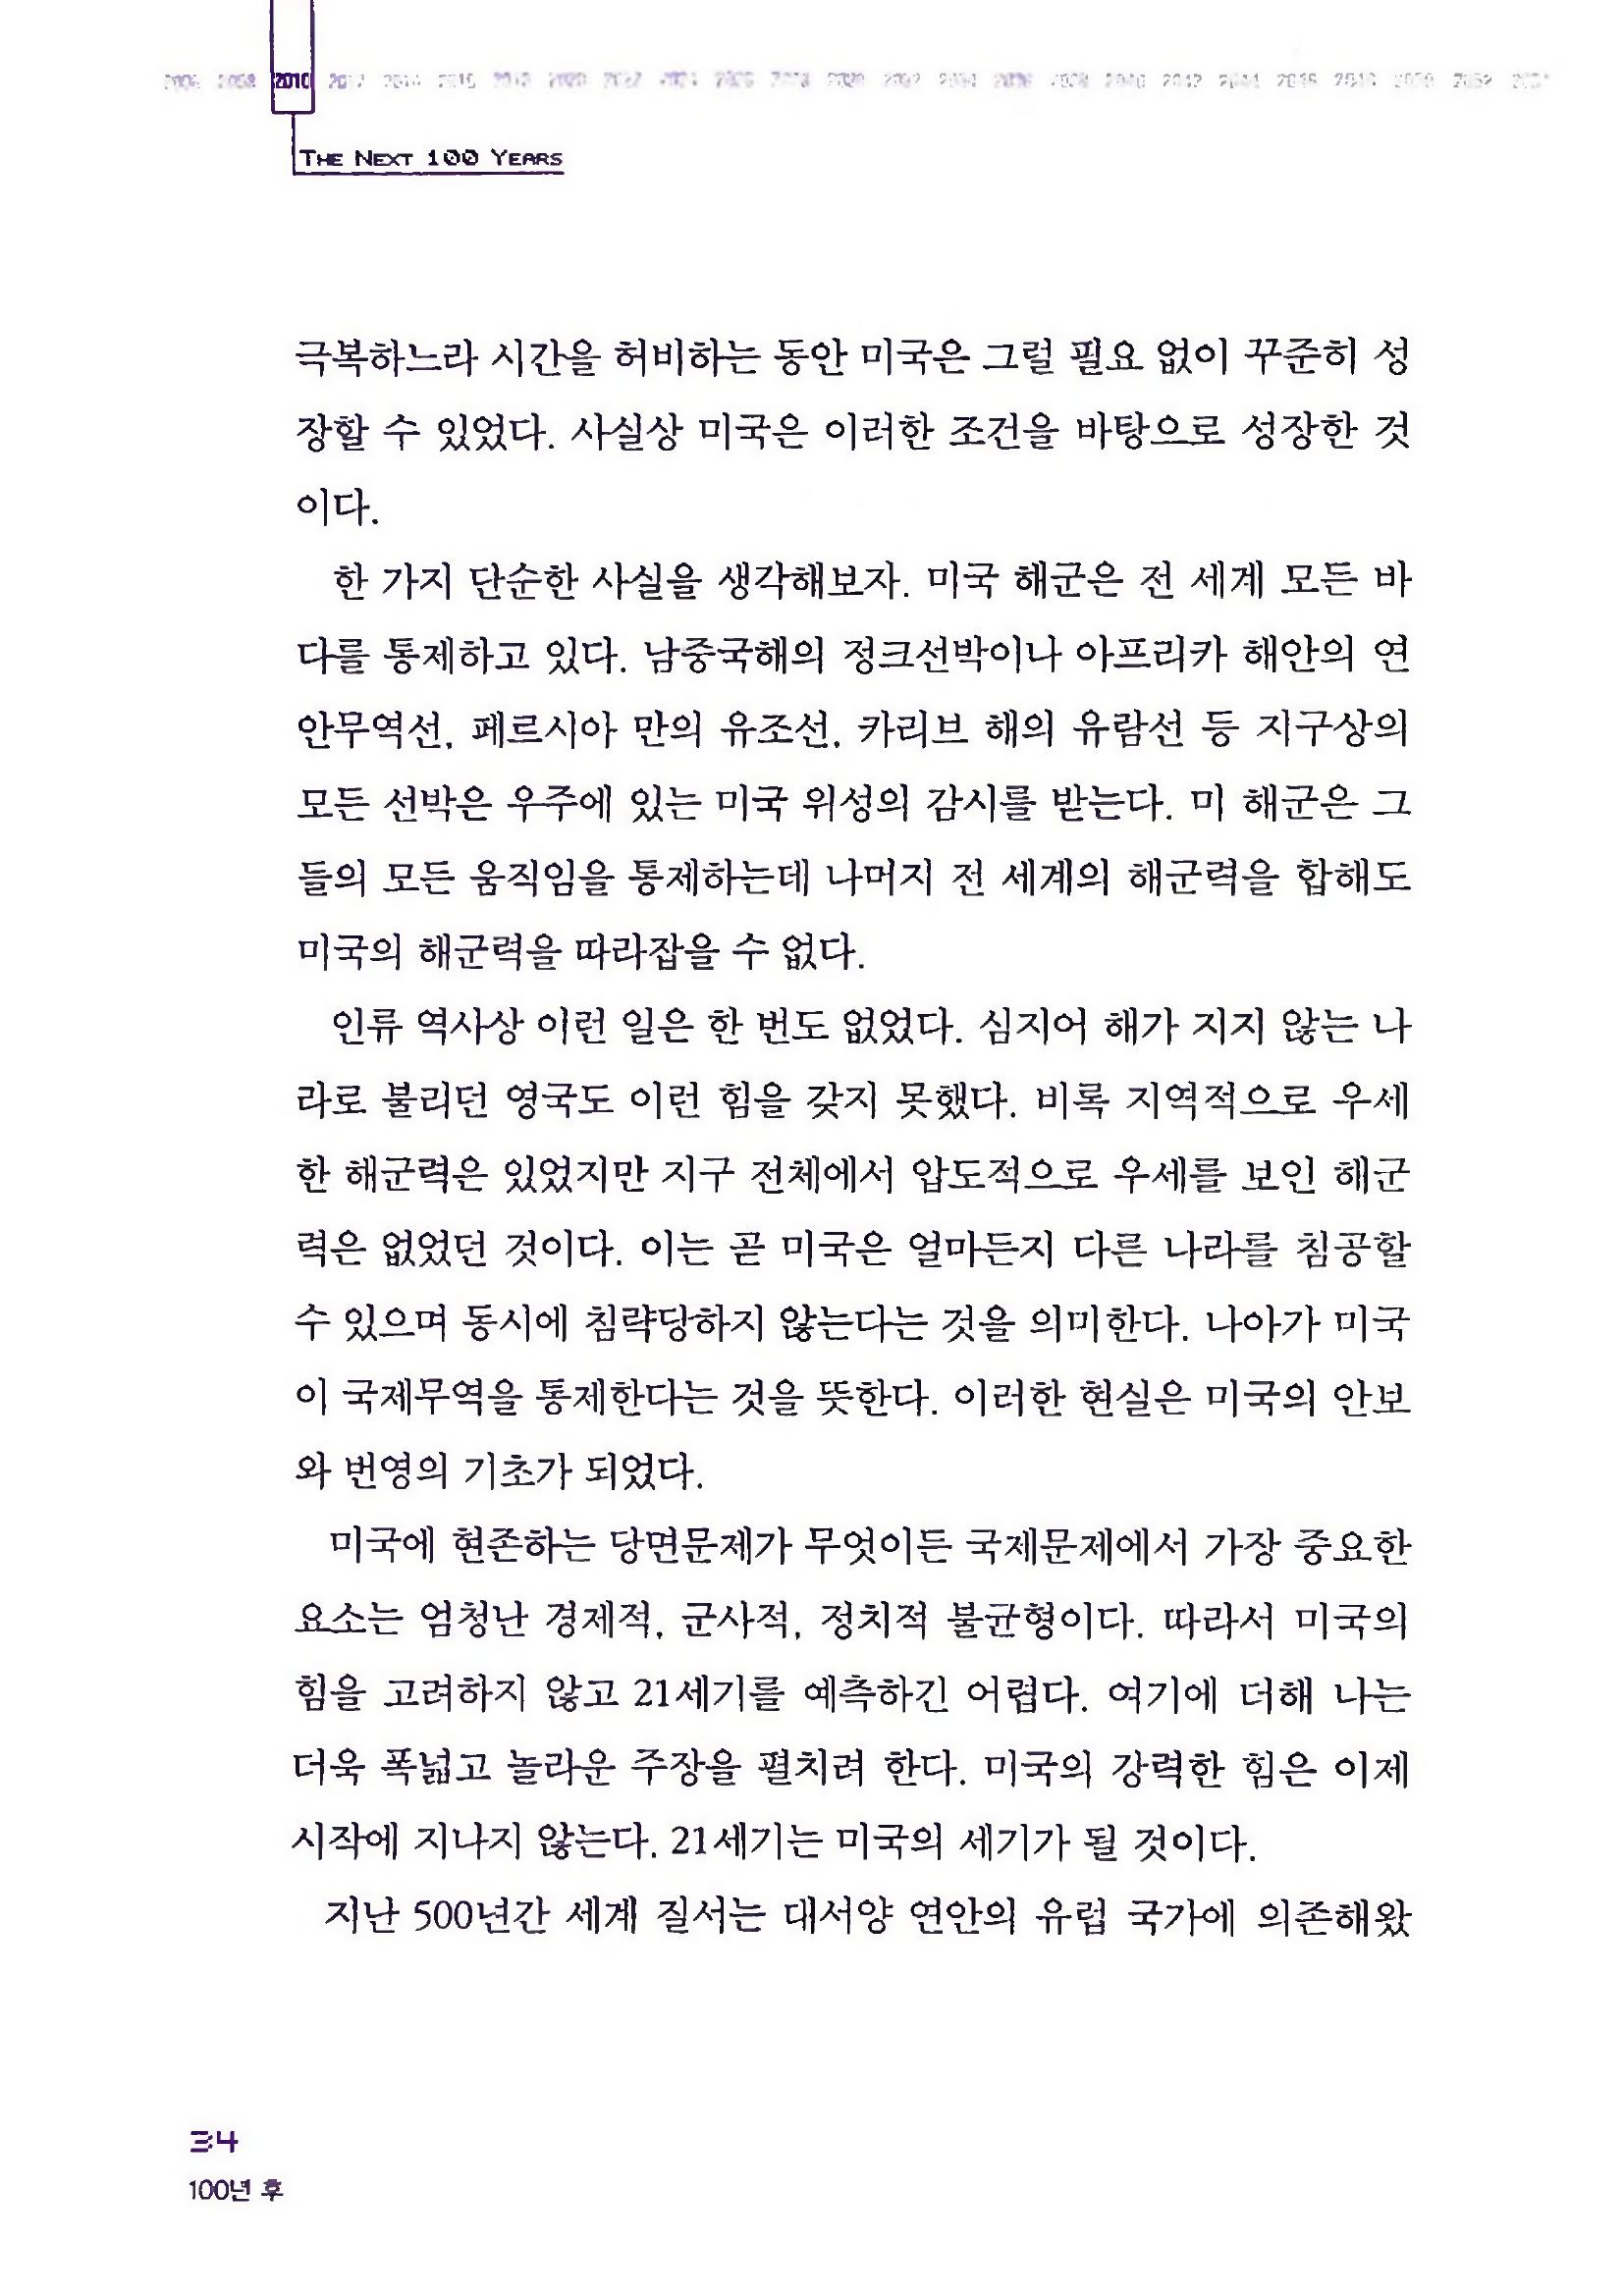 2010
THE NEXT 100 YEARS
극복하느라 시간을 허비하는 동안 미국은 그럴 필요 없이 꾸준히 성
장할 수 있었다. 사실상 미국은 이러한 조건을 바탕으로 성장한 것
이다.
한 가지 단순한 사실을 생각해보자. 미국 해군은 전 세계 모든 바
다를 통제하고 있다. 남중국해의 정크선박이나 아프리카 해안의 연
안무역선, 페르시아 만의 유조선, 카리브 해의 유람선 등 지구상의
모든 선박은 우주에 있는 미국 위성의 감시를 받는다. 미 해군은 그
들의 모든 움직임을 통제하는데 나머지 전 세계의 해군력을 합해도
미국의 해군력을 따라잡을 수 없다.
인류 역사상 이런 일은 한 번도 없었다. 심지어 해가 지지 않는 나
라로 불리던 영국도 이런 힘을 갖지 못했다. 비록 지역적으로 우세
한 해군력은 있었지만 지구 전체에서 압도적으로 우세를 보인 해군
력은 없었던 것이다. 이는 곧 미국은 얼마든지 다른 나라를 침공할
수 있으며 동시에 침략당하지 않는다는 것을 의미한다. 나아가 미국
이 국제무역을 통제한다는 것을 뜻한다. 이러한 현실은 미국의 안보
와 번영의 기초가 되었다.
미국에 현존하는 당면문제가 무엇이든 국제문제에서 가장 중요한
요소는 엄청난 경제적, 군사적, 정치적 불균형이다. 따라서 미국의
힘을 고려하지 않고 21세기를 예측하긴 어렵다. 여기에 더해 나는
더욱 폭넓고 놀라운 주장을 펼치려 한다. 미국의 강력한 힘은 이제
시작에 지나지 않는다. 21세기는 미국의 세기가 될 것이다.
지난 500년간 세계 질서는 대서양 연안의 유럽 국가에 의존해왔
34
100년 후